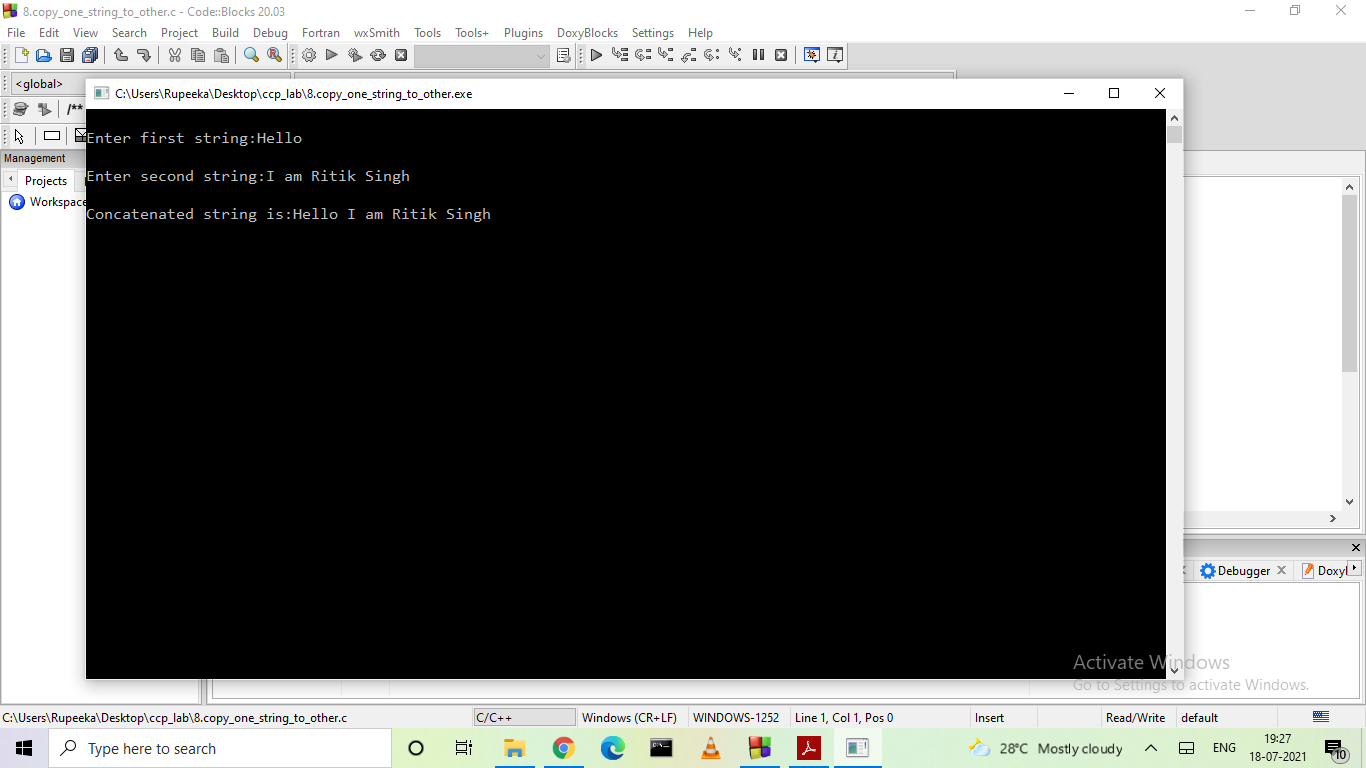 8.copy_one_string_to_other.c - Code::Blocks 20.03
File Edit View Search Project Build Debug Fortran wxSmith Tools Tools+ Plugins DoxyBlocks Settings Help
<global>
C:\Users\Rupeeka\Desktop\ccp_lab\8.copy_one_string_to_other.exe
/**
Enter first string:Hello
Management
Enter second string:I am Ritik Singh
Projects
Workspace
Concatenated string is:Hello I am Ritik Singh
Debugger
Doxyl
Activate Windows
Go to Settings to activate Windows.
C:\Users\Rupeeka\Desktop\ccp_lab\8.copy_one_string_to_other.c C/C++ Windows (CR+LF) WINDOWS-1252 Line 1, Col 1, Pos 0 Insert Read/Write default
Type here to search
28°C Mostly cloudy
ENG
19:27
18-07-2021
10